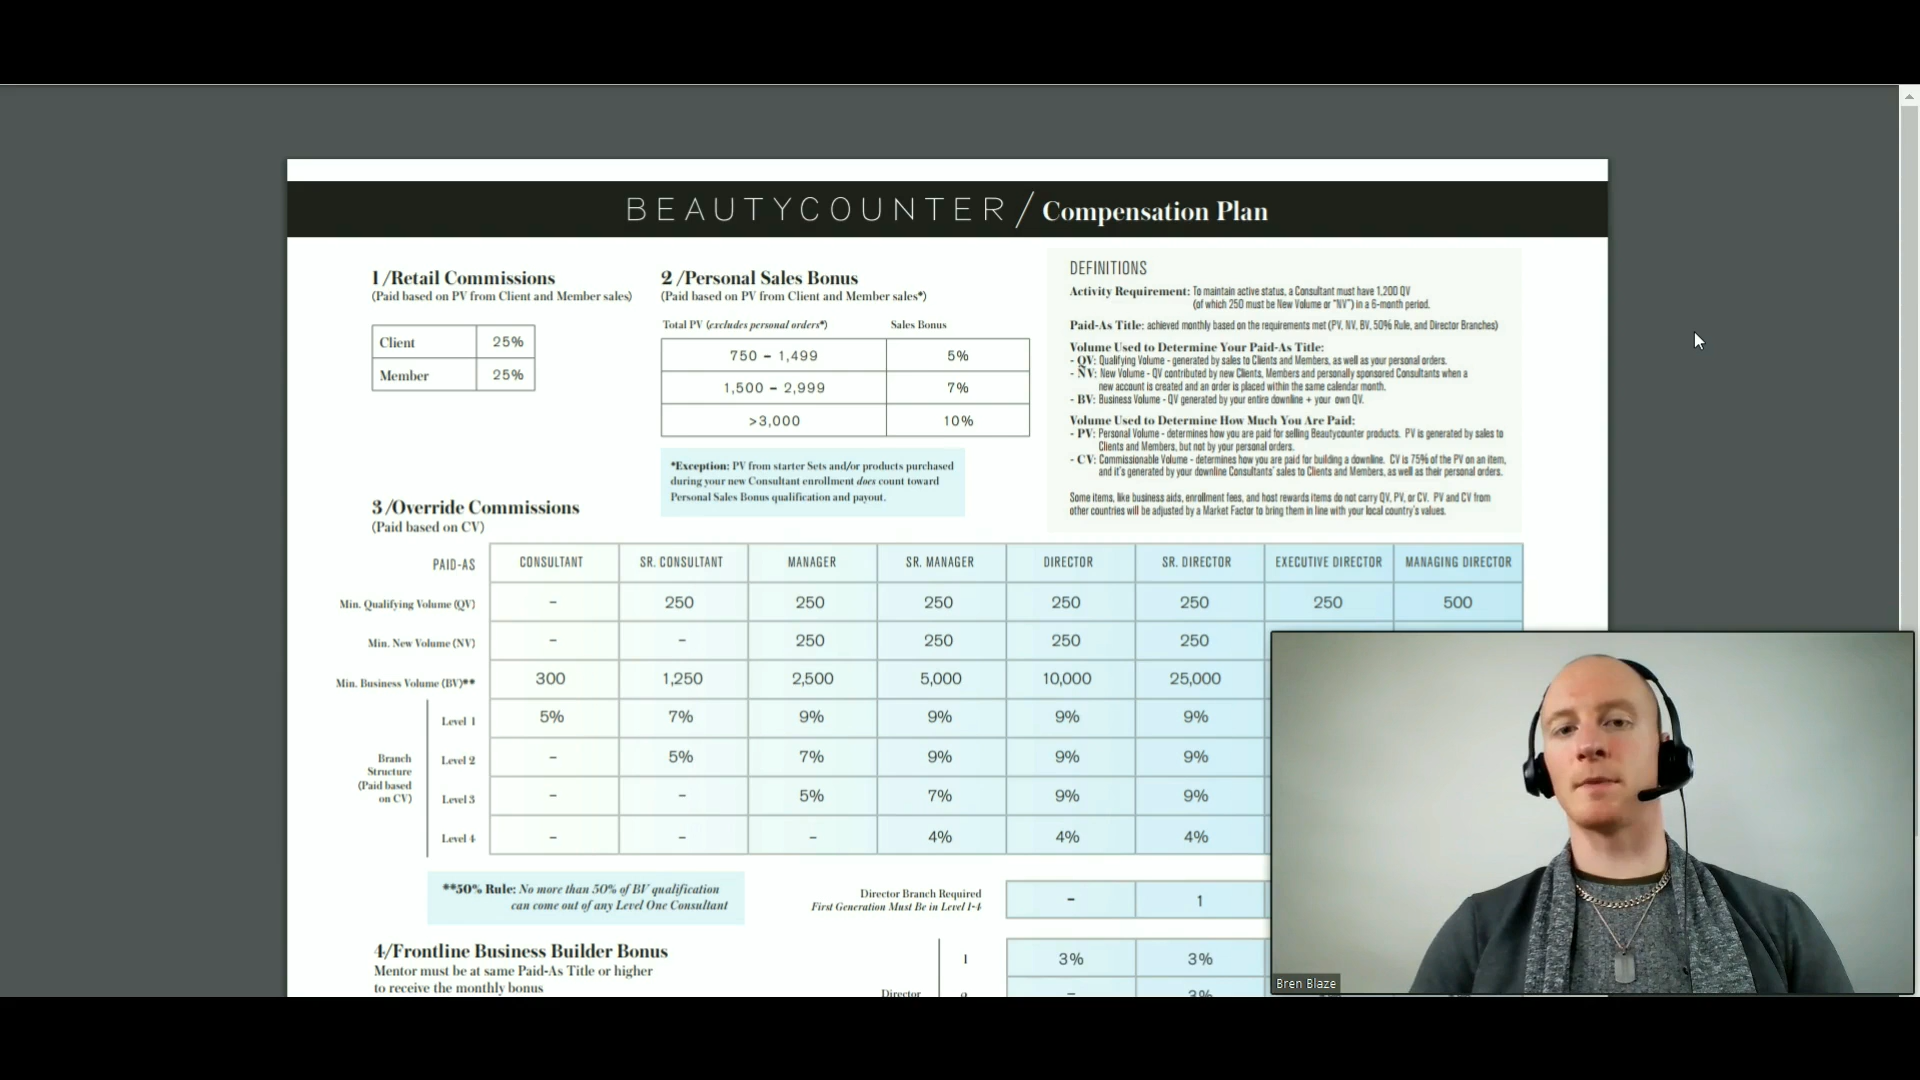 BEAUTYCOUNTER / Compensation Plan
1/Retail Commissions
(Paid based on PV from Client and Member sales)
Client 25%
Member 25%
2/Personal Sales Bonus
(Paid based on PV from Client and Member sales*)
Total PV (excludes personal orders*) Sales Bonus
750 – 1,499 5%
1,500 – 2,999 7%
>3,000 10%
*Exception: PV from starter Sets and/or products purchased
during your new Consultant enrollment does count toward
Personal Sales Bonus qualification and payout.
DEFINITIONS
Activity Requirement: To maintain active status, a Consultant must have 1,200 QV
(of which 250 must be New Volume or "NV") in a 6-month period.
Paid-As Title: achieved monthly based on the requirements met (PV, NV, BV, 50% Rule, and Director Branches)
Volume Used to Determine Your Paid-As Title:
- QV: Qualifying Volume - generated by sales to Clients and Members, as well as your personal orders.
- NV: New Volume - QV contributed by new Clients, Members and personally sponsored Consultants when a
new account is created and an order is placed within the same calendar month.
- BV: Business Volume - QV generated by your entire downline + your own QV.
Volume Used to Determine How Much You Are Paid:
- PV: Personal Volume - determines how you are paid for selling Beautycounter products. PV is generated by sales to
Clients and Members, but not by your personal orders.
- CV: Commissionable Volume - determines how you are paid for building a downline. CV is 75% of the PV on an item,
and it's generated by your downline Consultants' sales to Clients and Members, as well as their personal orders.
Some items, like business aids, enrollment fees, and host rewards items do not carry QV, PV, or CV. PV and CV from
other countries will be adjusted by a Market Factor to bring them in line with your local country's values.
3/Override Commissions
(Paid based on CV)
PAID-AS CONSULTANT SR. CONSULTANT MANAGER SR. MANAGER DIRECTOR SR. DIRECTOR EXECUTIVE DIRECTOR MANAGING DIRECTOR
Min. Qualifying Volume (QV) – 250 250 250 250 250 250 500
Min. New Volume (NV) – – 250 250 250 250
Min. Business Volume (BV)** 300 1,250 2,500 5,000 10,000 25,000
Branch
Structure
(Paid based
on CV)
Level 1 5% 7% 9% 9% 9% 9%
Level 2 – 5% 7% 9% 9% 9%
Level 3 – – 5% 7% 9% 9%
Level 4 – – – 4% 4% 4%
**50% Rule: No more than 50% of BV qualification
can come out of any Level One Consultant
Director Branch Required
First Generation Must Be in Level 1-4
– 1
4/Frontline Business Builder Bonus
Mentor must be at same Paid-As Title or higher
to receive the monthly bonus
1 3% 3%
Director
– 3%
Bren Blaze